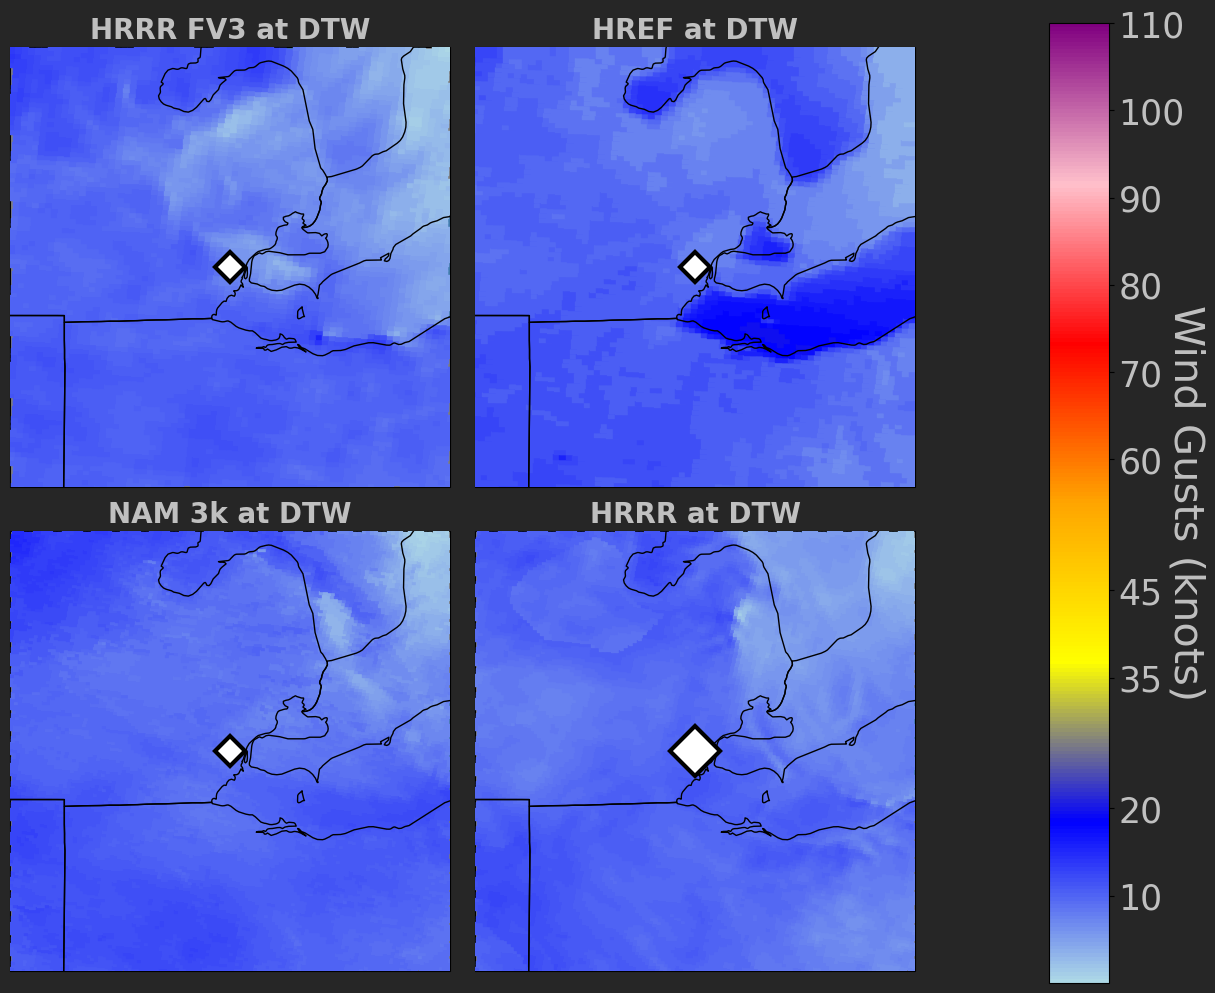 HRRR FV3 at DTW
HREF at DTW
NAM 3k at DTW
HRRR at DTW
110
100
90
80
70
60
45
35
20
10
Wind Gusts (knots)